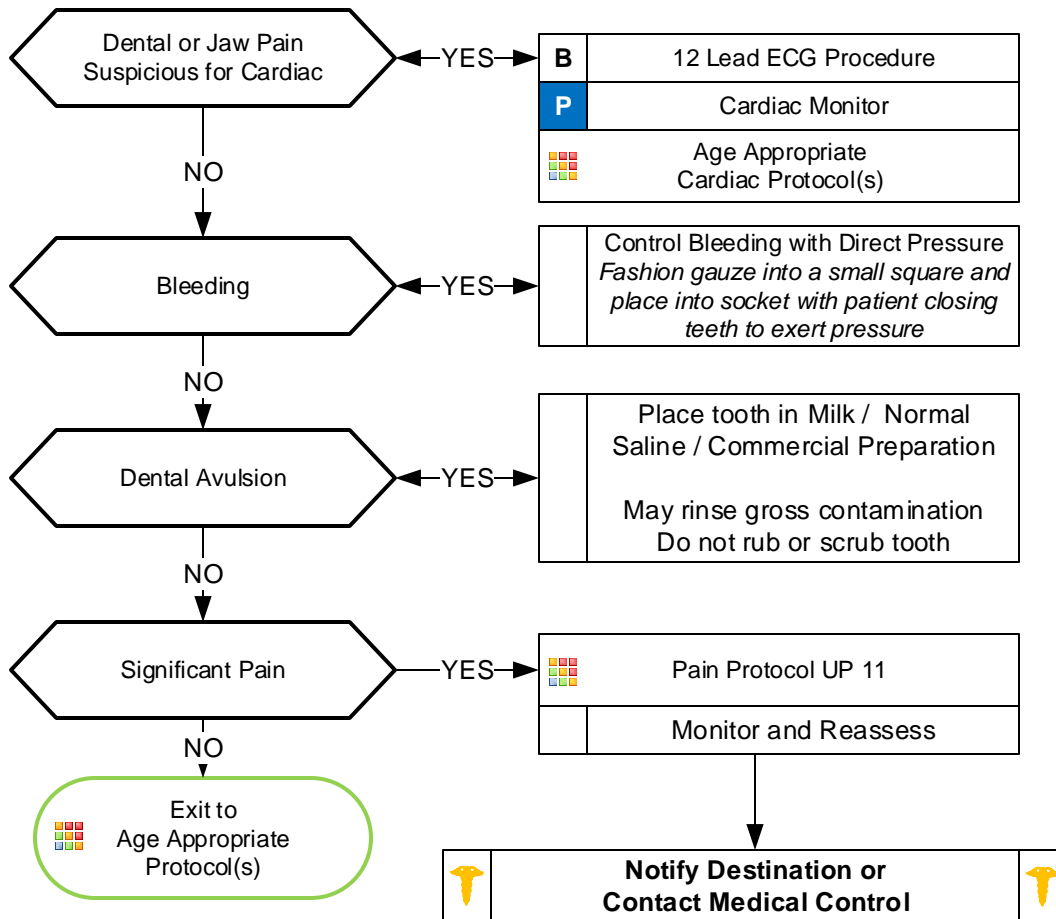 Dental or Jaw Pain
Suspicious for Cardiac
YES
B
12 Lead ECG Procedure
P
Cardiac Monitor
Age Appropriate
Cardiac Protocol(s)
NO
Bleeding
YES
Control Bleeding with Direct Pressure
Fashion gauze into a small square and
place into socket with patient closing
teeth to exert pressure
NO
Dental Avulsion
YES
Place tooth in Milk / Normal
Saline / Commercial Preparation
May rinse gross contamination
Do not rub or scrub tooth
NO
Significant Pain
YES
Pain Protocol UP 11
Monitor and Reassess
NO
Exit to
Age Appropriate
Protocol(s)
Notify Destination or
Contact Medical Control